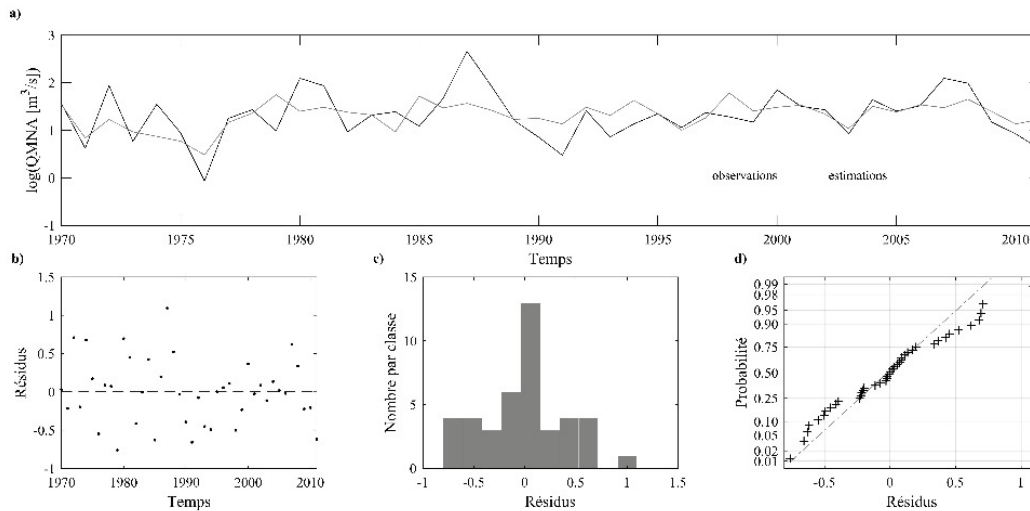 a)
log(QMNA [m³/s])
3
2
1
0
-1
observations estimations
1970 1975 1980 1985 1990 1995 2000 2005 2010
Temps
b)
Résidus
1.5
1
0.5
0
-0.5
-1
1970 1980 1990 2000 2010
Temps
c)
Nombre par classe
15
10
5
0
-1 -0.5 0 0.5 1 1.5
Résidus
d)
Probabilité
0.99
0.98
0.95
0.90
0.75
0.50
0.25
0.10
0.05
0.02
0.01
-0.5 0 0.5 1
Résidus